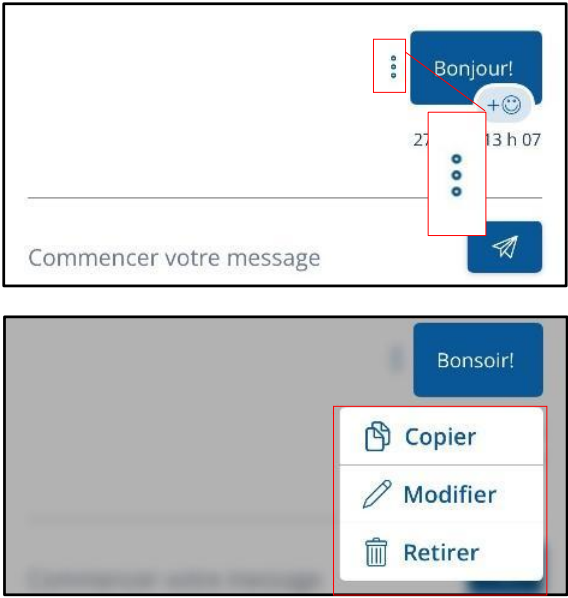 Bonjour!
+
27
13 h 07
Commencer votre message
Bonsoir!
Copier
Modifier
Retirer